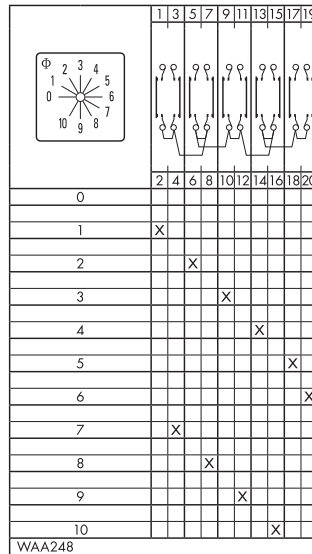 1 3 5 7 9 11 13 15 17 19
Φ
0 1 2 3 4 5 6 7 8 9 10
2 4 6 8 10 12 14 16 18 20
0
1 X
2 X
3 X
4 X
5 X
6 X
7 X
8 X
9 X
10 X
WAA248